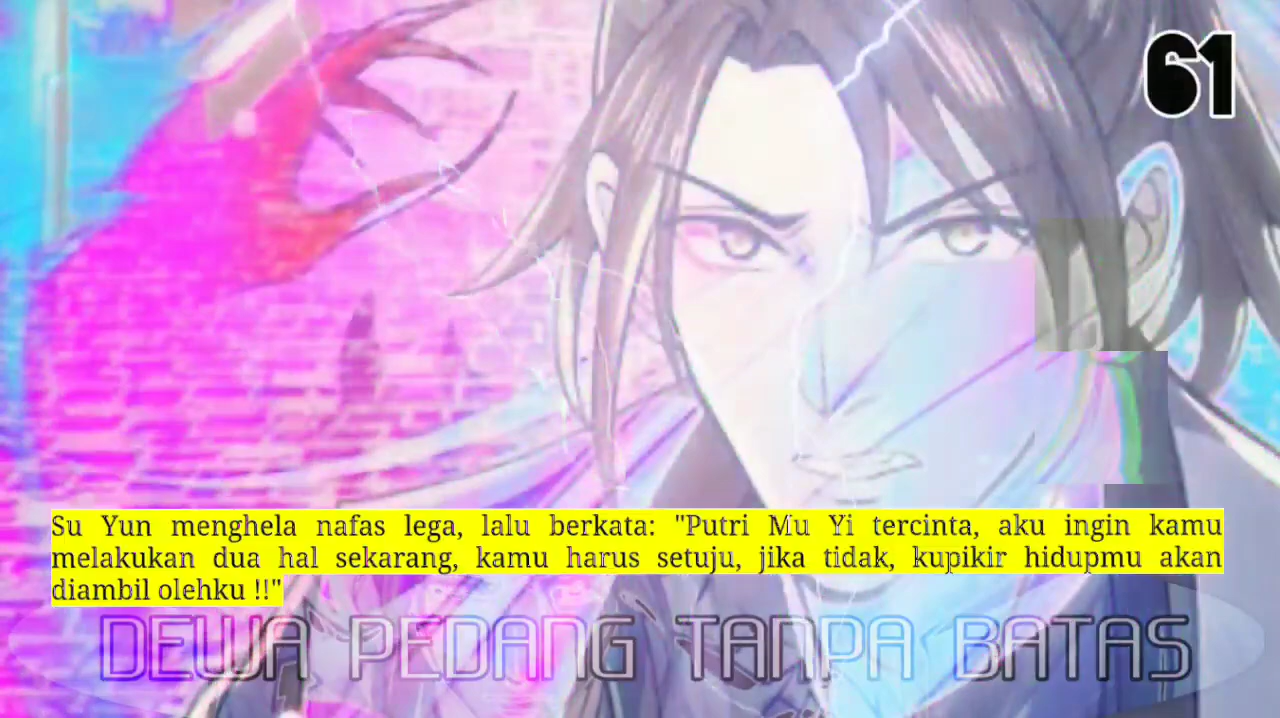 61
Su Yun menghela nafas lega, lalu berkata: "Putri Mu Yi tercinta, aku ingin kamu
melakukan dua hal sekarang, kamu harus setuju, jika tidak, kupikir hidupmu akan
diambil olehku !!"
DEWA PEDANG TANPA BATAS